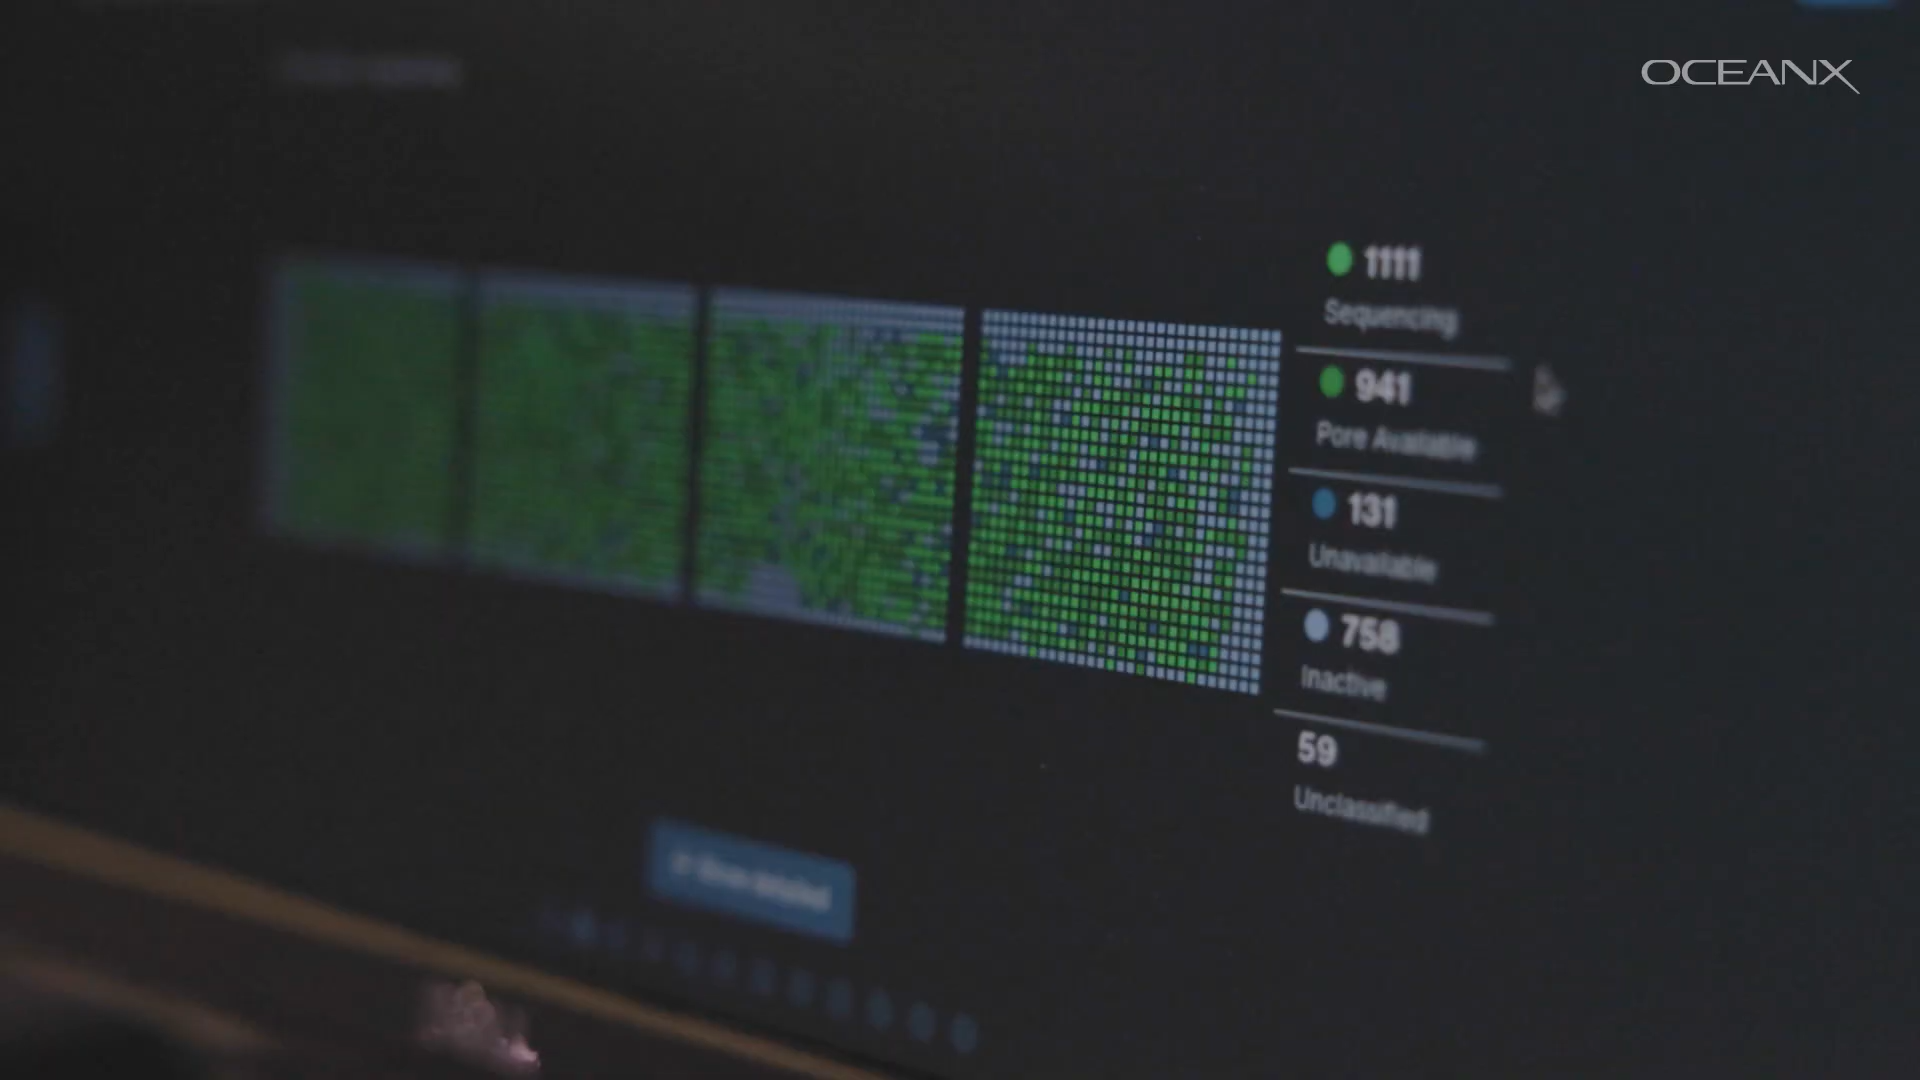 OCEANX
1111
Sequencing
941
Pore Available
131
Unavailable
758
Inactive
59
Unclassified